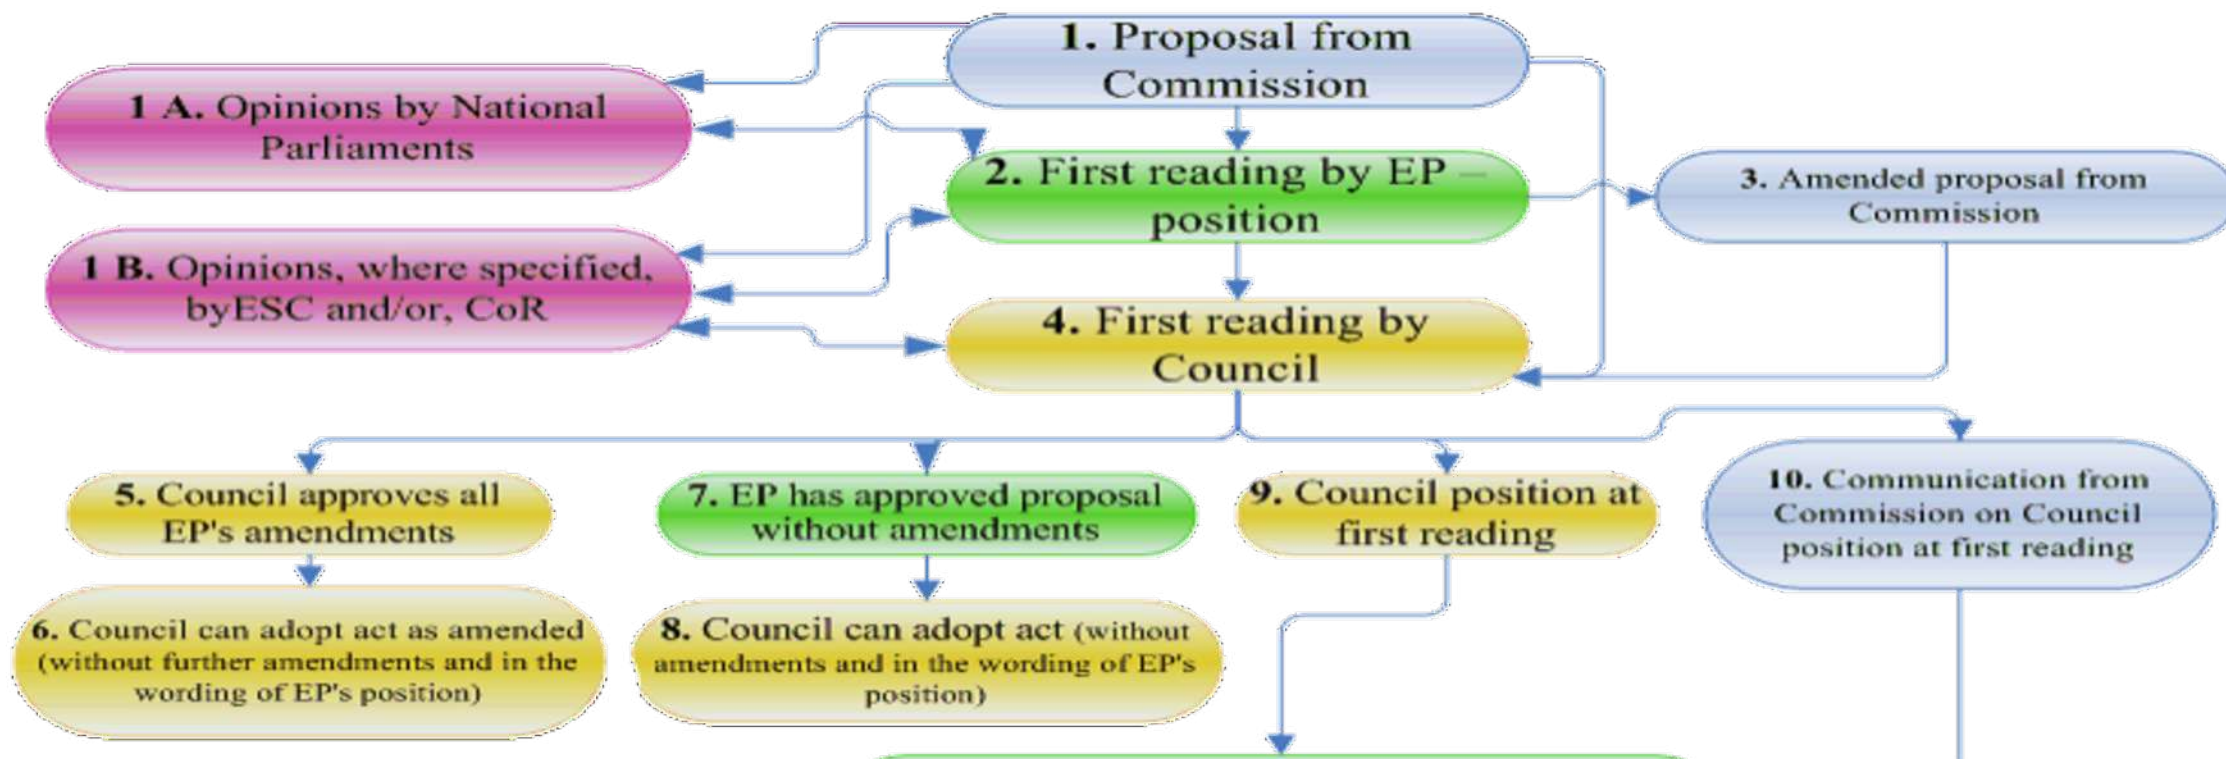 1. Proposal from
Commission
1 A. Opinions by National
Parliaments
2. First reading by EP –
position
3. Amended proposal from
Commission
1 B. Opinions, where specified,
byESC and/or, CoR
4. First reading by
Council
5. Council approves all
EP's amendments
7. EP has approved proposal
without amendments
9. Council position at
first reading
10. Communication from
Commission on Council
position at first reading
6. Council can adopt act as amended
(without further amendments and in the
wording of EP's position)
8. Council can adopt act (without
amendments and in the wording of EP's
position)